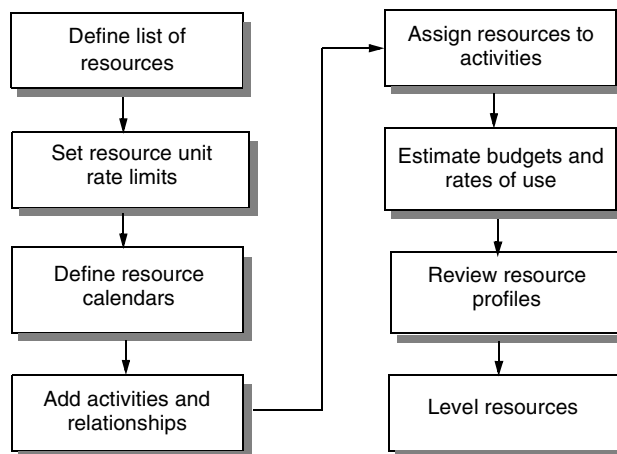 Define list of
resources
Set resource unit
rate limits
Define resource
calendars
Add activities and
relationships
Assign resources to
activities
Estimate budgets and
rates of use
Review resource
profiles
Level resources